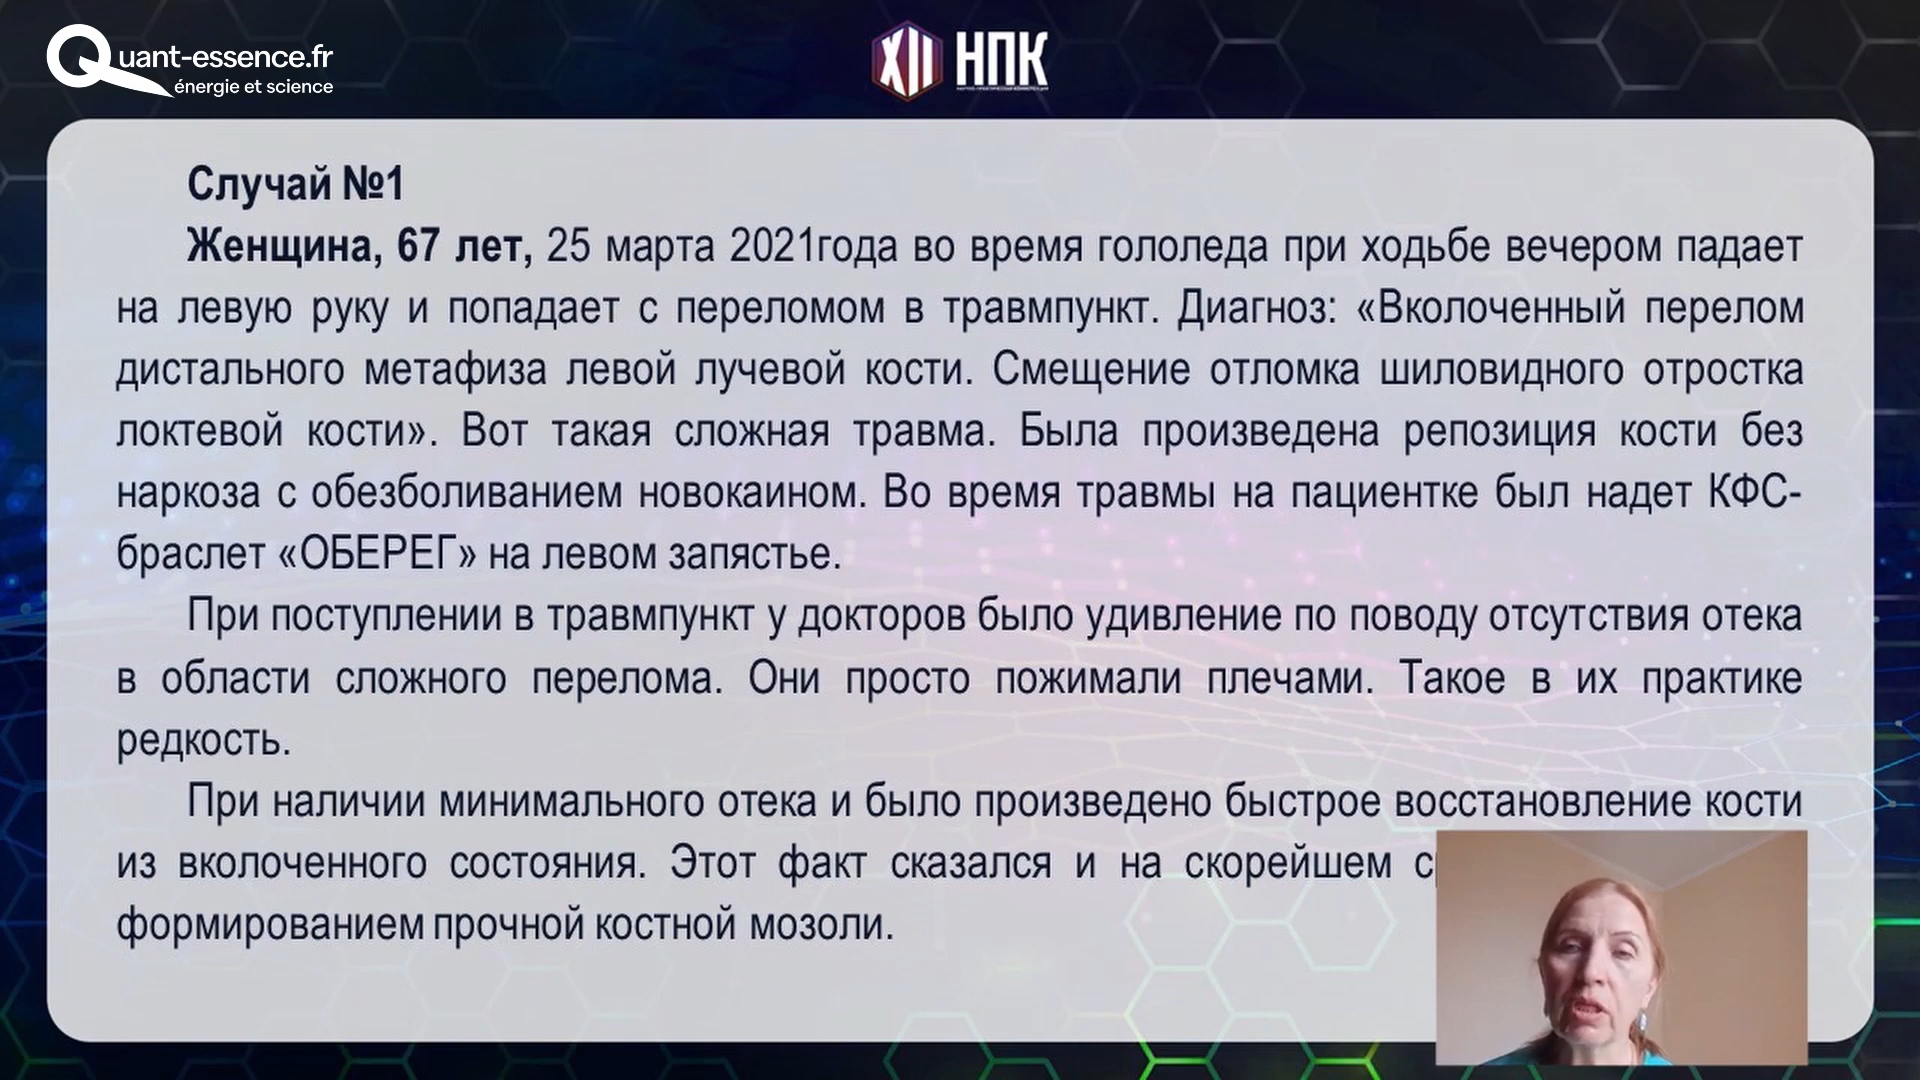 Quant-essence.fr
énergie et science
XII НПК
Случай №1
Женщина, 67 лет, 25 марта 2021года во время гололеда при ходьбе вечером падает
на левую руку и попадает с переломом в травмпункт. Диагноз: «Вколоченный перелом
дистального метафиза левой лучевой кости. Смещение отломка шиловидного отростка
локтевой кости». Вот такая сложная травма. Была произведена репозиция кости без
наркоза с обезболиванием новокаином. Во время травмы на пациентке был надет КФС-
браслет «ОБЕРЕГ» на левом запястье.
При поступлении в травмпункт у докторов было удивление по поводу отсутствия отека
в области сложного перелома. Они просто пожимали плечами. Такое в их практике
редкость.
При наличии минимального отека и было произведено быстрое восстановление кости
из вколоченного состояния. Этот факт сказался и на скорейшем
формированием прочной костной мозоли.